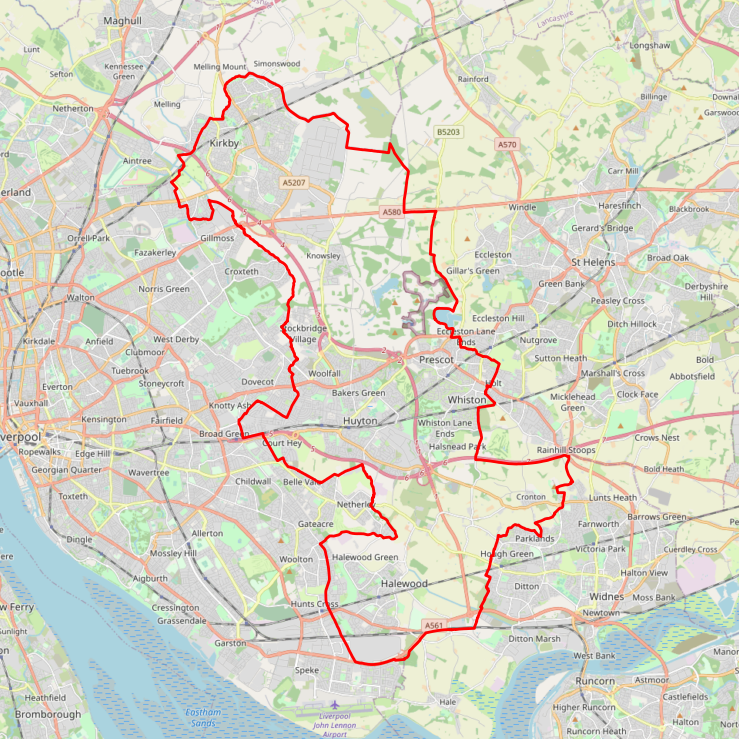 Maghull
Lancashire
Lunt
Kennessee
Green
Melling Mount
Simonswood
Longshaw
Sefton
Rainford
Billinge
Netherton
Melling
B5203
Garswood
Kirkby
A570
Aintree
Carr Mill
A5207
Haresfinch
Blackbrook
A580
Windle
Gerard's Bridge
Orrell Park
Gillmoss
Fazakerley
Knowsley
Eccleston
St Helens
Broad Oak
Croxteth
Gillar's Green
Green Bank
Norris Green
Derbyshire
Hill
Walton
Peasley Cross
Stockbridge
Village
Eccleston Hill
Ditch Hillock
Kirkdale
Anfield
West Derby
Eccleston Lane
Ends
Nutgrove
Clubmoor
Prescot
Sutton Heath
Bold
Tuebrook
Woolfall
Marshall's Cross
Abbotsfield
Everton
Stoneycroft
Dovecot
Holt
Bakers Green
Clock Face
Micklehead
Green
Vauxhall
Knotty Ash
Whiston
Kensington
Fairfield
Huyton
Whiston Lane
Ends
Broad Green
Crows Nest
Liverpool
Court Hey
Halsnead Park
Rainhill Stoops
Ropewalks
Edge Hill
Georgian Quarter
Wavertree
Bold Heath
Childwall
Belle Vale
Toxteth
Cronton
Lunts Heath
Netherley
Gateacre
Farnworth
Barrows Green
Dingle
Allerton
Parklands
Mossley Hill
Victoria Park
Cuerdley Cross
Woolton
Halewood Green
Hough Green
Aigburth
Halton View
Halewood
Ditton
Moss Bank
Widnes
Cressington
Hunts Cross
Grassendale
Newtown
A561
Garston
Ditton Marsh
West Bank
Speke
Runcorn
Astmoor
Heathfield
Hale
Castlefields
Eastham
Sands
Higher Runcorn
Bromborough
Liverpool
John Lennon
Airport
Halton
Runcorn Heath